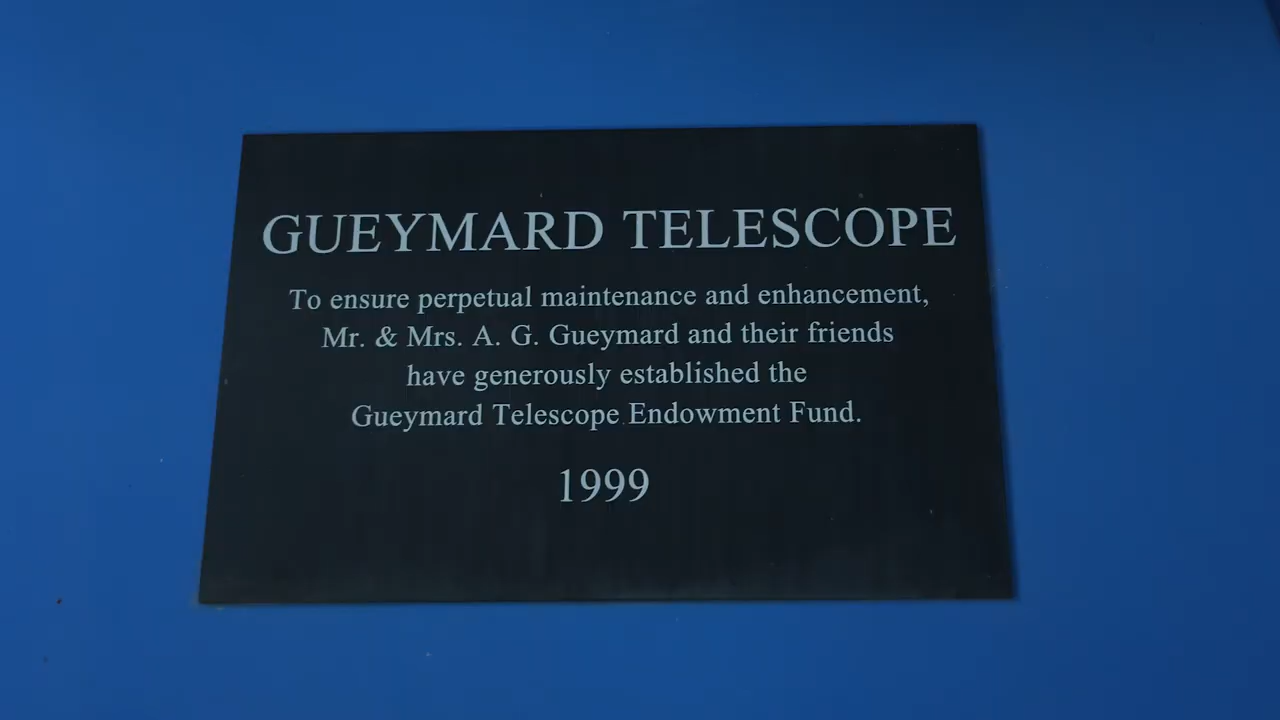 GUEYMARD TELESCOPE
To ensure perpetual maintenance and enhancement,
Mr. & Mrs. A. G. Gueymard and their friends
have generously established the
Gueymard Telescope Endowment Fund.
1999